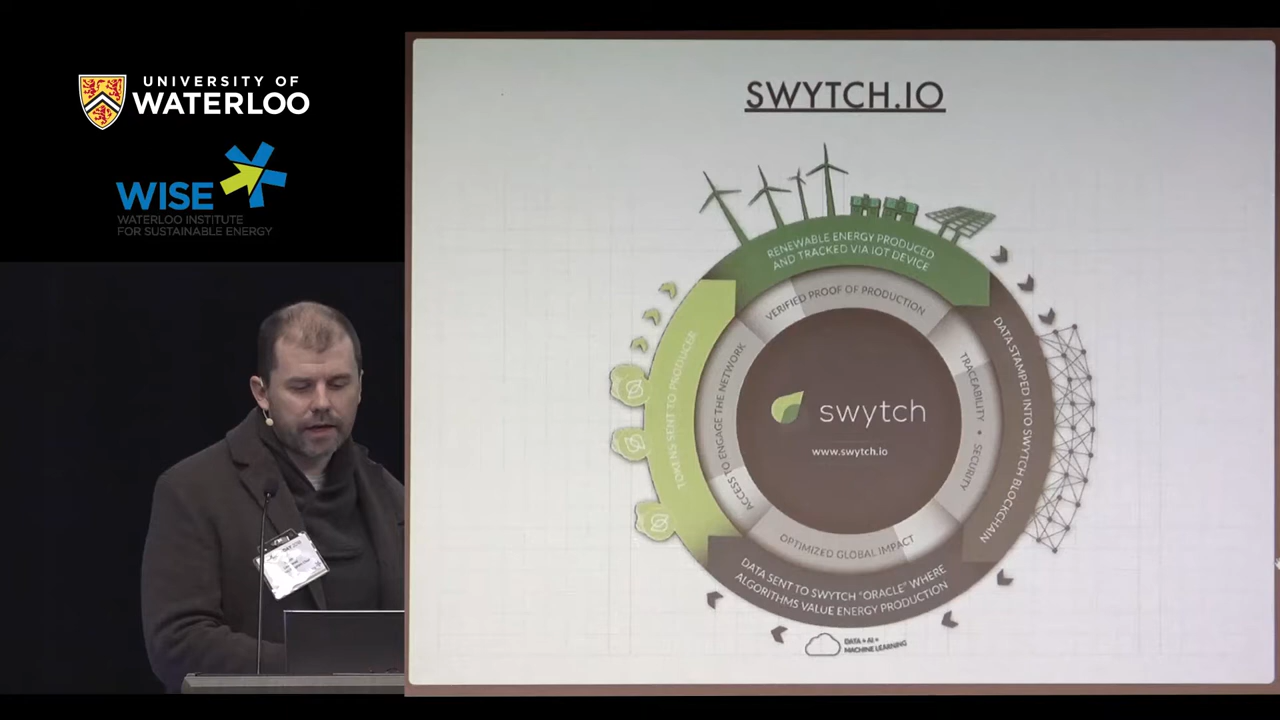 UNIVERSITY OF
WATERLOO
WISE
WATERLOO INSTITUTE
FOR SUSTAINABLE ENERGY
SWYTCH.IO
RENEWABLE ENERGY PRODUCED
AND TRACKED VIA IOT DEVICE
VERIFIED PROOF OF PRODUCTION
DATA STAMPED INTO SWYTCH BLOCKCHAIN
TRACEABILITY • SECURITY
TOKENS SENT TO PRODUCER
ACCESS TO ENGAGE THE NETWORK
swytch
www.swytch.io
OPTIMIZED GLOBAL IMPACT
DATA SENT TO SWYTCH "ORACLE" WHERE
ALGORITHMS VALUE ENERGY PRODUCTION
DATA + AI +
MACHINE LEARNING